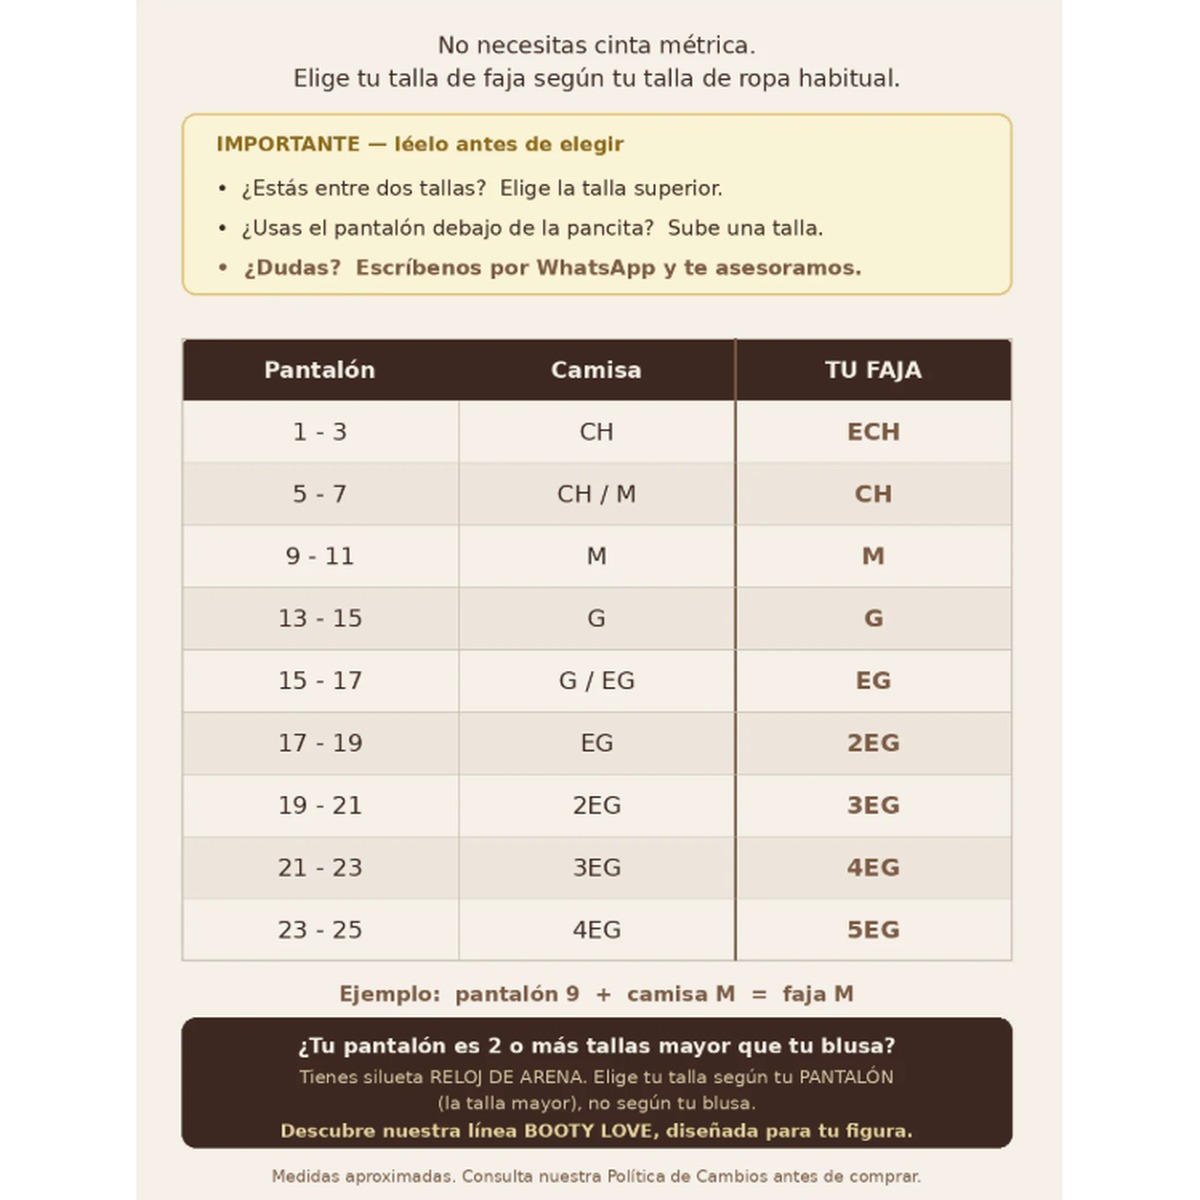 No necesitas cinta métrica.
Elige tu talla de faja según tu talla de ropa habitual.
IMPORTANTE — léelo antes de elegir
• ¿Estás entre dos tallas? Elige la talla superior.
• ¿Usas el pantalón debajo de la pancita? Sube una talla.
• ¿Dudas? Escríbenos por WhatsApp y te asesoramos.
Pantalón Camisa TU FAJA
1 - 3 CH ECH
5 - 7 CH / M CH
9 - 11 M M
13 - 15 G G
15 - 17 G / EG EG
17 - 19 EG 2EG
19 - 21 2EG 3EG
21 - 23 3EG 4EG
23 - 25 4EG 5EG
Ejemplo: pantalón 9 + camisa M = faja M
¿Tu pantalón es 2 o más tallas mayor que tu blusa?
Tienes silueta RELOJ DE ARENA. Elige tu talla según tu PANTALÓN
(la talla mayor), no según tu blusa.
Descubre nuestra línea BOOTY LOVE, diseñada para tu figura.
Medidas aproximadas. Consulta nuestra Política de Cambios antes de comprar.